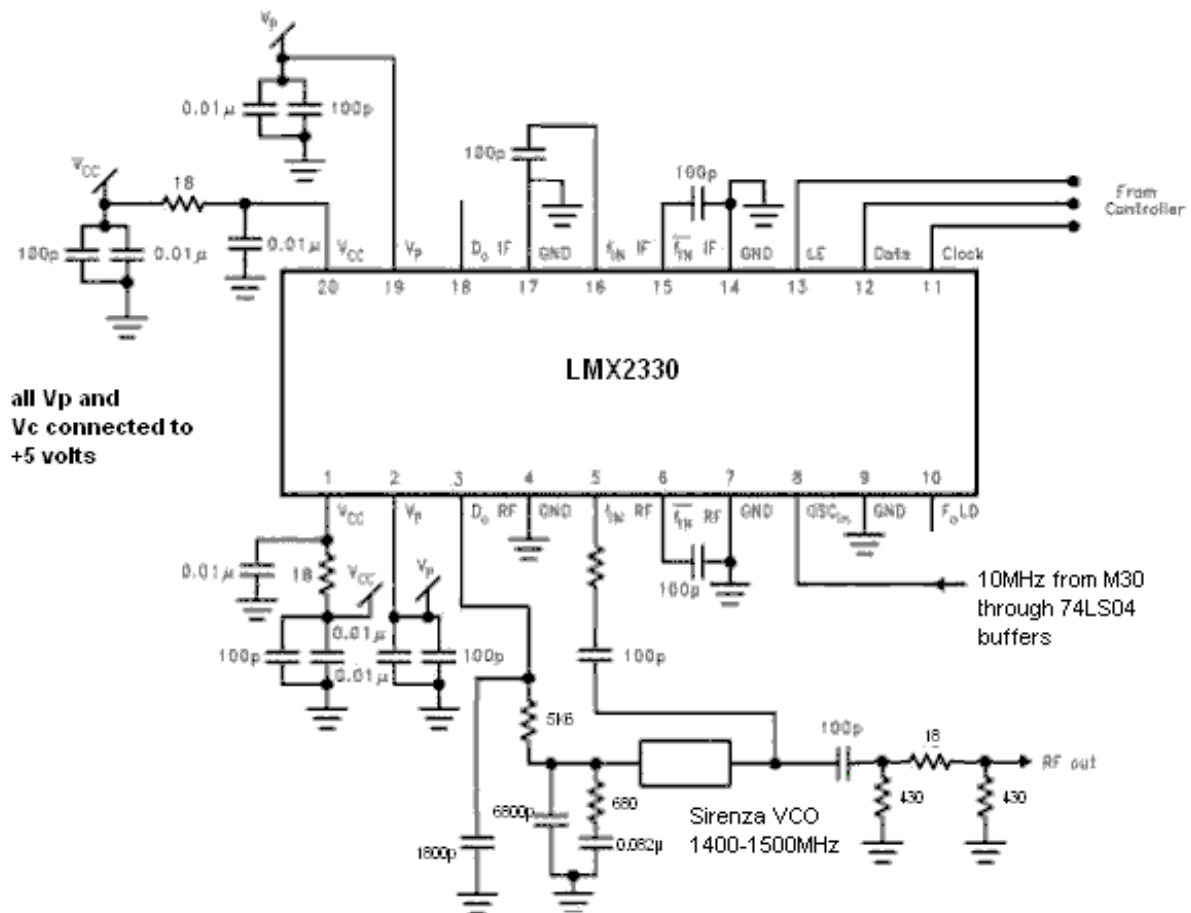 Vp
0.01µ
100p
Vcc
18
100p
0.01µ
0.01µ
100p
100p
From
Controller
Vcc
Vp
Do IF
GND
fIN IF
fIN IF
GND
LE
Data
Clock
20
19
18
17
16
15
14
13
12
11
LMX2330
all Vp and
Vc connected to
+5 volts
1
2
3
4
5
6
7
8
9
10
Vcc
Vp
Do RF
GND
fIN RF
fIN RF
GND
OSCin
GND
FoLD
0.01µ
18
Vcc
Vp
100p
0.01µ
0.01µ
100p
100p
100p
10MHz from M30
through 74LS04
buffers
5K6
100p
18
RF out
6800p
680
430
430
1800p
0.082µ
Sirenza VCO
1400-1500MHz